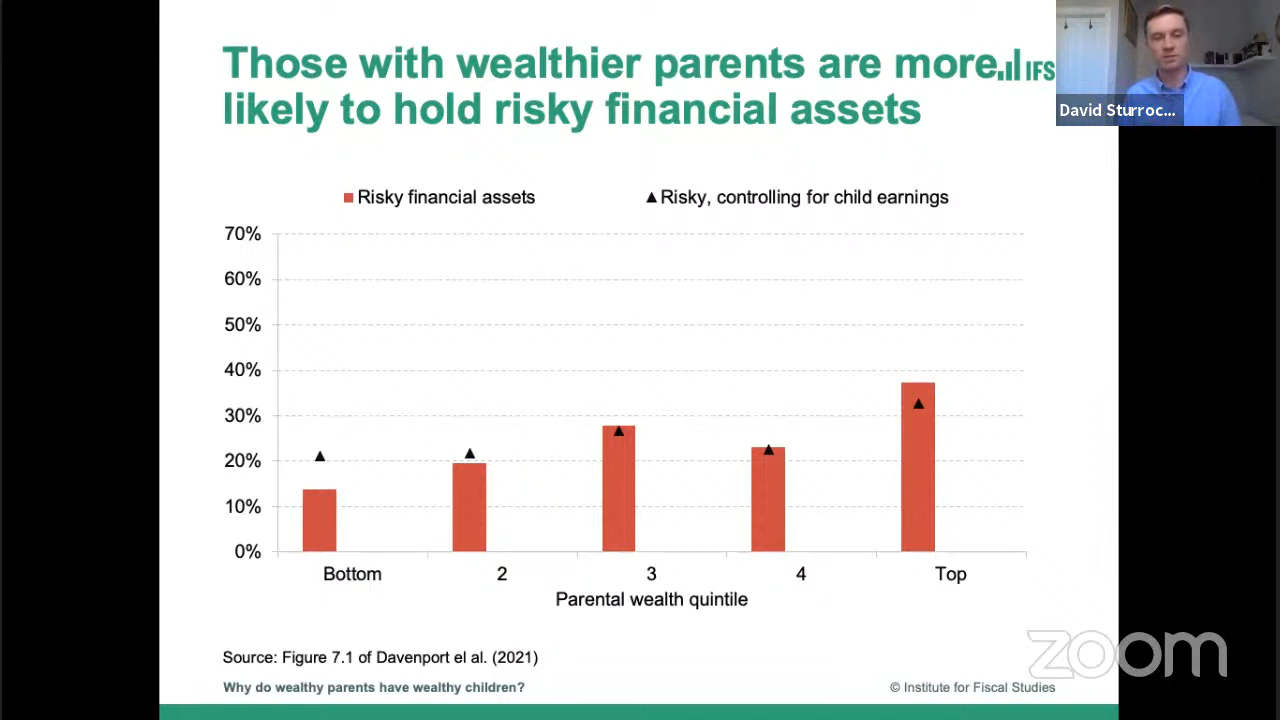 Those with wealthier parents are more
likely to hold risky financial assets
IFS
David Sturroc...
Risky financial assets
Risky, controlling for child earnings
70%
60%
50%
40%
30%
20%
10%
0%
Bottom
2
3
4
Top
Parental wealth quintile
Source: Figure 7.1 of Davenport el al. (2021)
Why do wealthy parents have wealthy children?
© Institute for Fiscal Studies
zoom